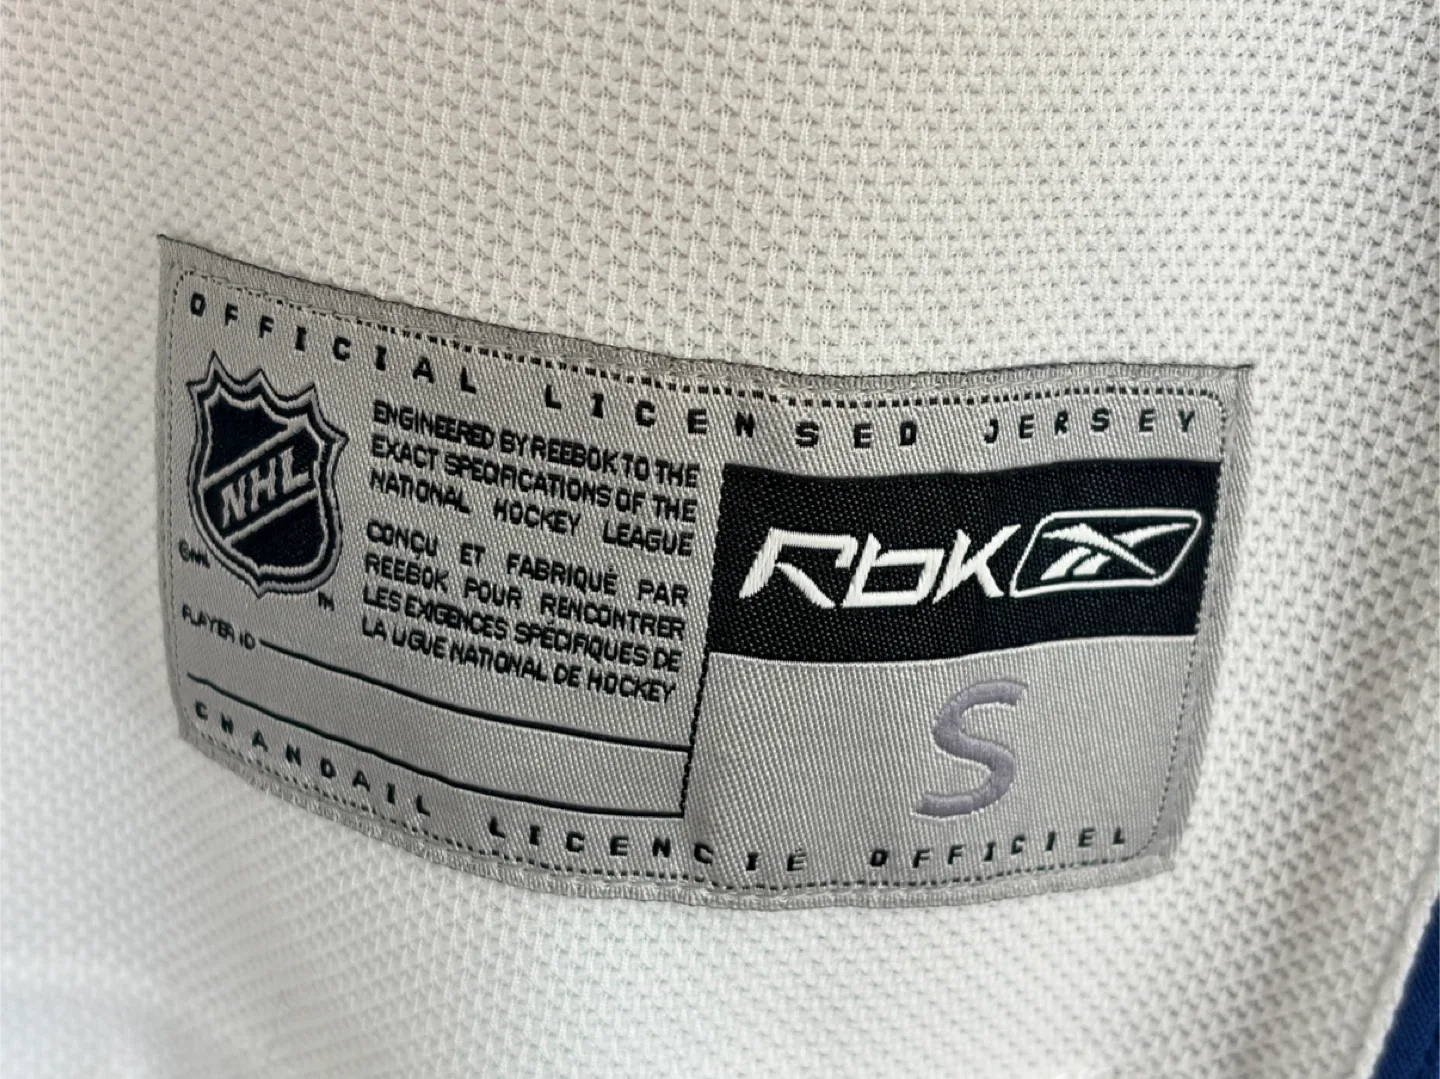 OFFICIAL LICENSED JERSEY
NHL
ENGINEERED BY REEBOK TO THE
EXACT SPECIFICATIONS OF THE
NATIONAL HOCKEY LEAGUE
CONÇU ET FABRIQUÉ PAR
REEBOK POUR RENCONTRER
LES EXIGENCES SPÉCIFIQUES DE
LA LIGUE NATIONAL DE HOCKEY
TM
PLAYER ID
Rbk
S
CHANDAIL LICENCIÉ OFFICIEL